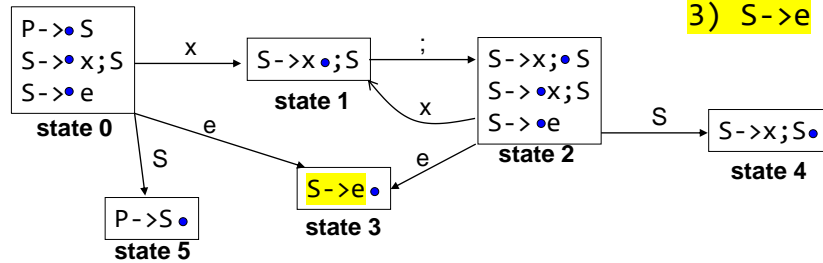 3) S->e
P->• S
S->• x;S
S->• e
state 0
x
S->x •;S
state 1
;
x
S->x;• S
S-> •x;S
S-> •e
state 2
S
S->x;S•
state 4
e
e
S->e •
state 3
S
P->S •
state 5